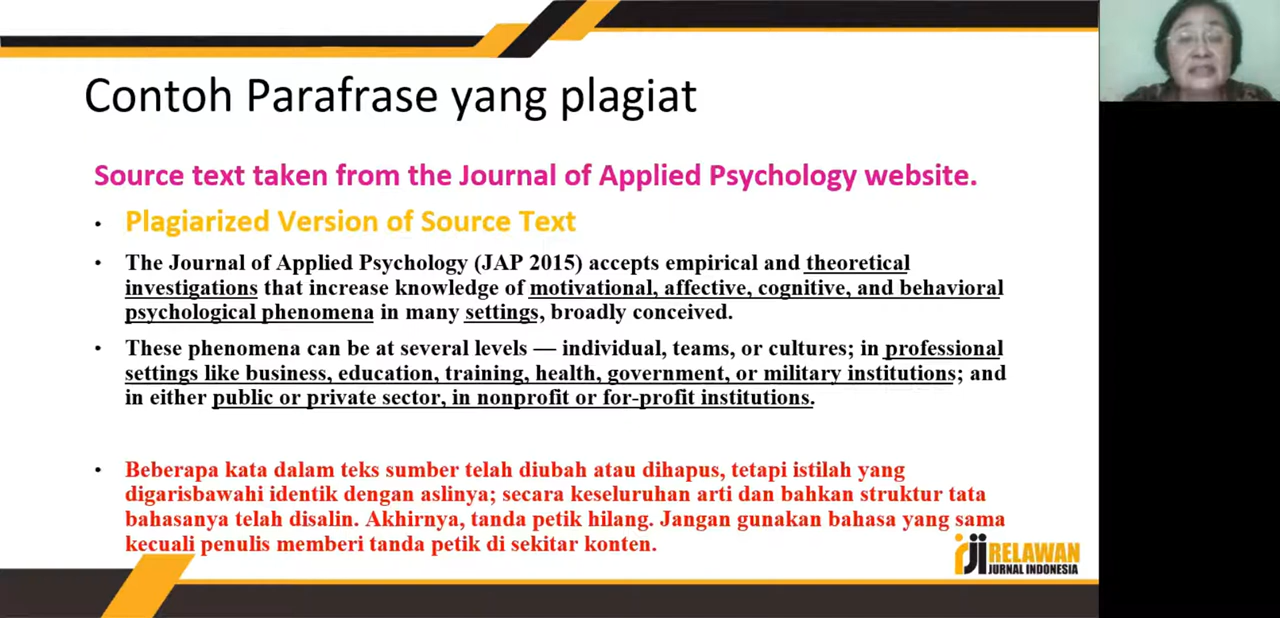 Contoh Parafrase yang plagiat
Source text taken from the Journal of Applied Psychology website.
• Plagiarized Version of Source Text
• The Journal of Applied Psychology (JAP 2015) accepts empirical and theoretical
investigations that increase knowledge of motivational, affective, cognitive, and behavioral
psychological phenomena in many settings, broadly conceived.
• These phenomena can be at several levels — individual, teams, or cultures; in professional
settings like business, education, training, health, government, or military institutions; and
in either public or private sector, in nonprofit or for-profit institutions.
• Beberapa kata dalam teks sumber telah diubah atau dihapus, tetapi istilah yang
digarisbawahi identik dengan aslinya; secara keseluruhan arti dan bahkan struktur tata
bahasanya telah disalin. Akhirnya, tanda petik hilang. Jangan gunakan bahasa yang sama
kecuali penulis memberi tanda petik di sekitar konten.
rji RELAWAN
JURNAL INDONESIA